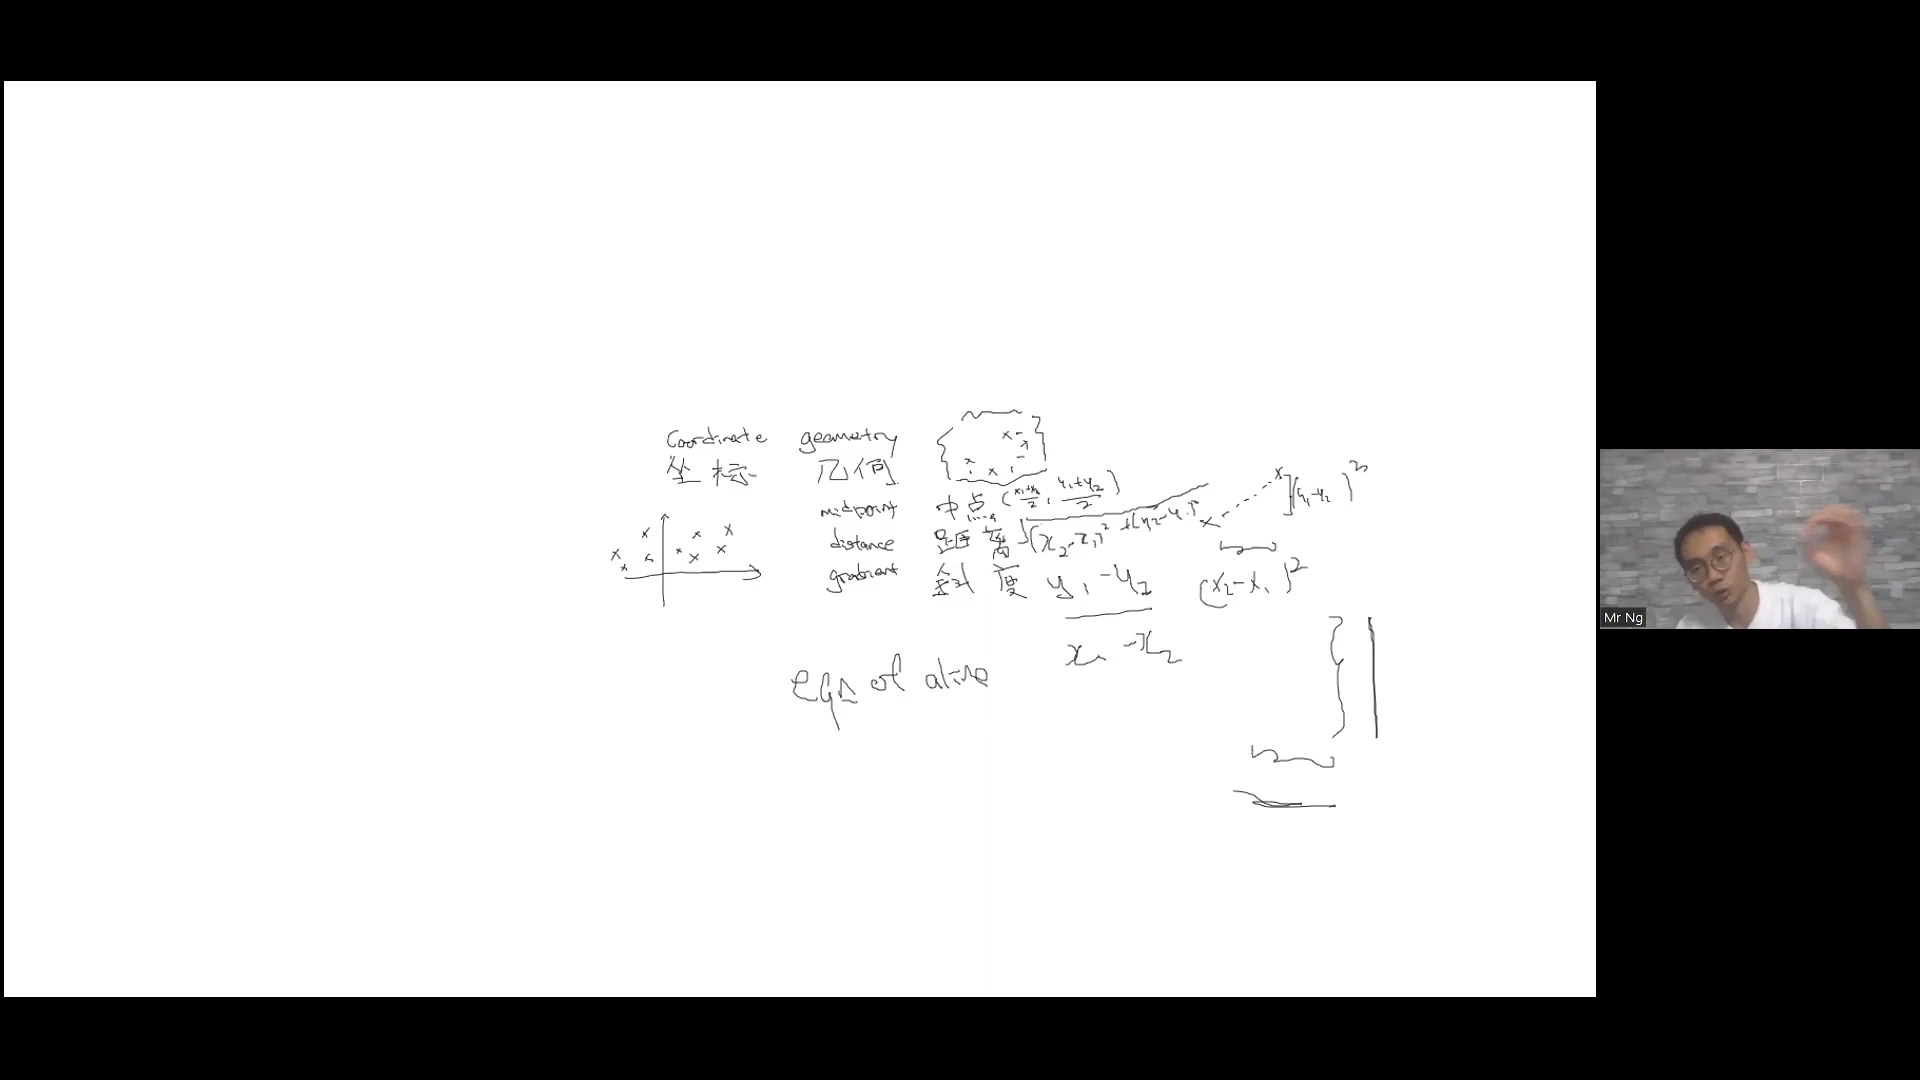 Coordinate geometry
坐标 几何
midpoint 中点 (x₁+x₂/2, y₁+y₂/2)
distance 距离 √(x₂-x₁)²+(y₂-y₁)² (y₁-y₂)²
gradient 斜度 y₁-y₂/x₁-x₂ (x₂-x₁)²
eqn of a line
Mr Ng